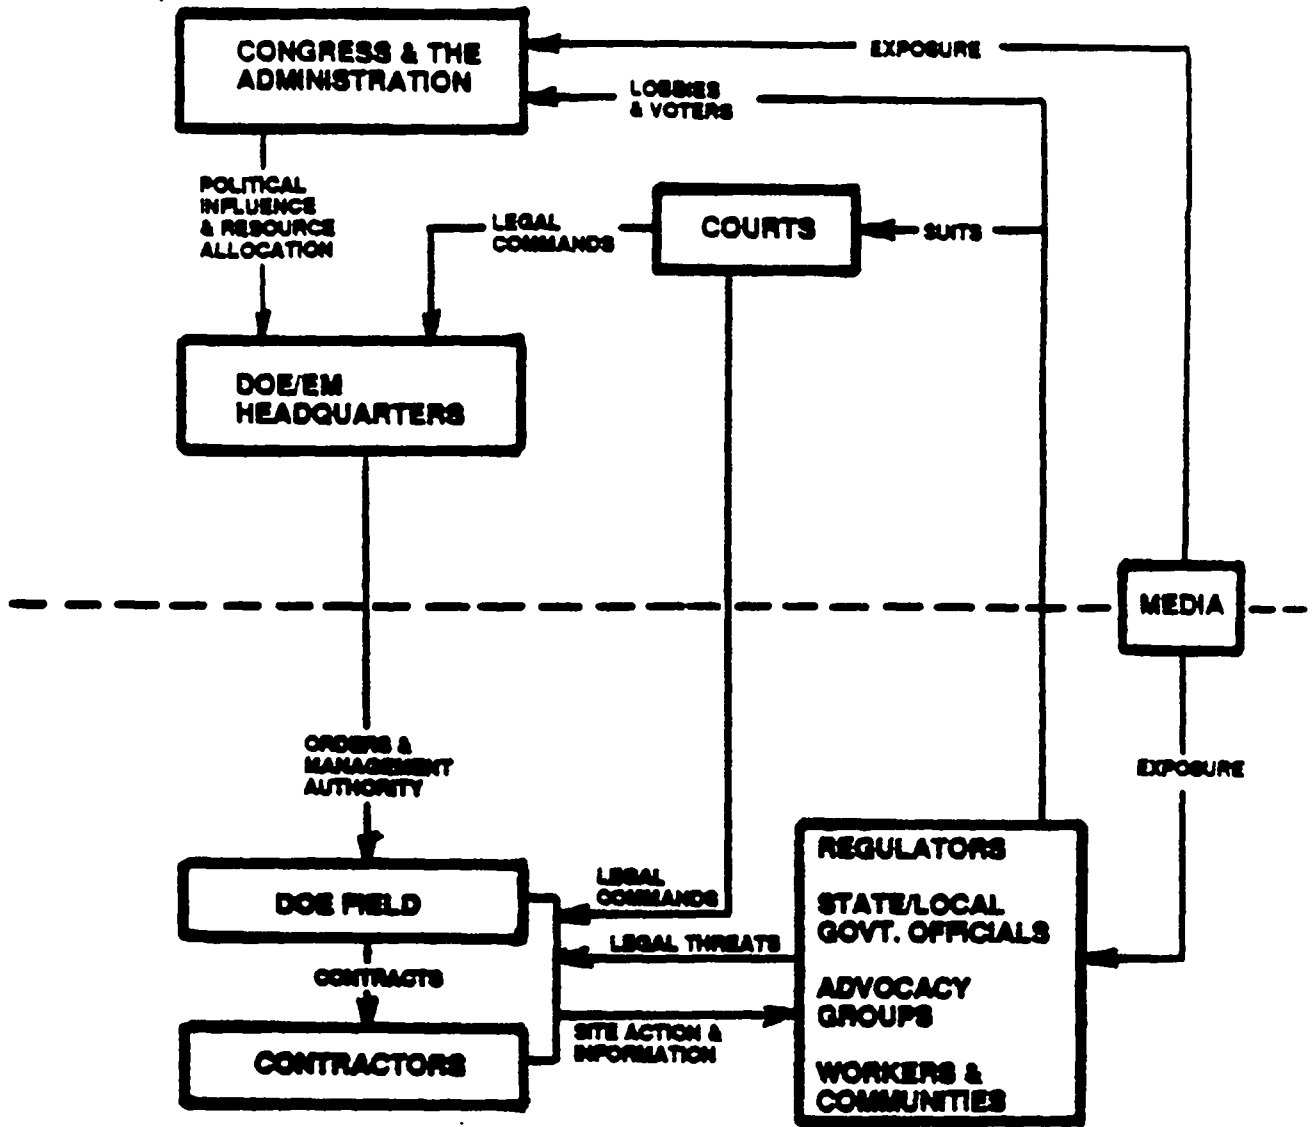 CONGRESS & THE
ADMINISTRATION
EXPOSURE
LOBBIES
& VOTERS
POLITICAL
INFLUENCE
& RESOURCE
ALLOCATION
LEGAL
COMMANDS
COURTS
SUITS
DOE/EM
HEADQUARTERS
MEDIA
ORDERS &
MANAGEMENT
AUTHORITY
EXPOSURE
DOE FIELD
LEGAL
COMMANDS
LEGAL THREATS
CONTRACTS
SITE ACTION &
INFORMATION
CONTRACTORS
REGULATORS
STATE/LOCAL
GOVT. OFFICIALS
ADVOCACY
GROUPS
WORKERS &
COMMUNITIES